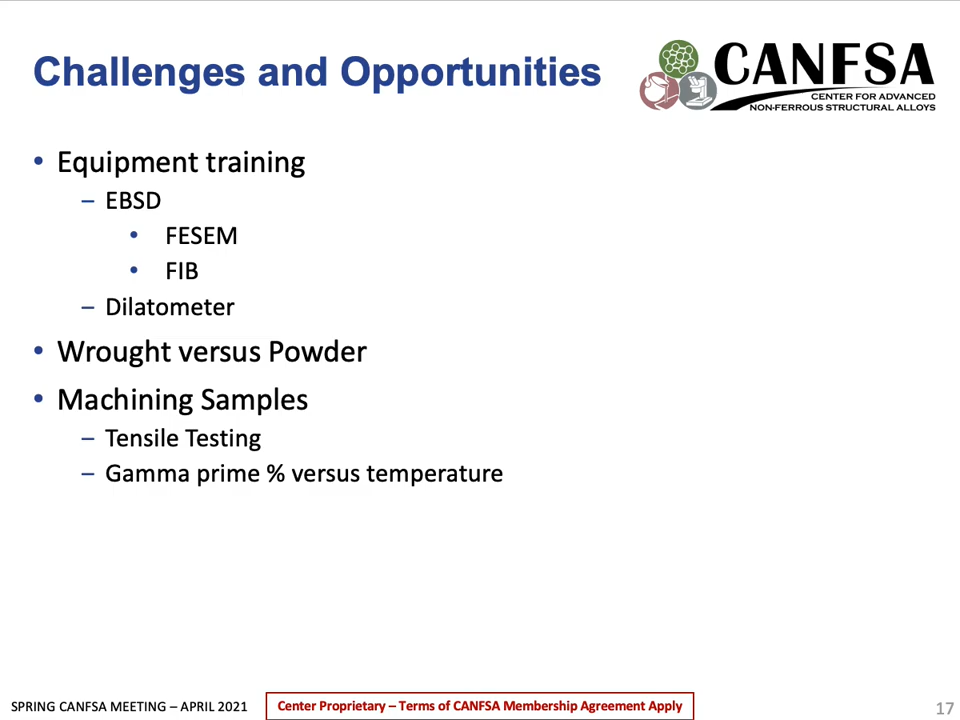 Challenges and Opportunities
CANFSA
CENTER FOR ADVANCED
NON-FERROUS STRUCTURAL ALLOYS
• Equipment training
– EBSD
• FESEM
• FIB
– Dilatometer
• Wrought versus Powder
• Machining Samples
– Tensile Testing
– Gamma prime % versus temperature
SPRING CANFSA MEETING – APRIL 2021
Center Proprietary – Terms of CANFSA Membership Agreement Apply
17